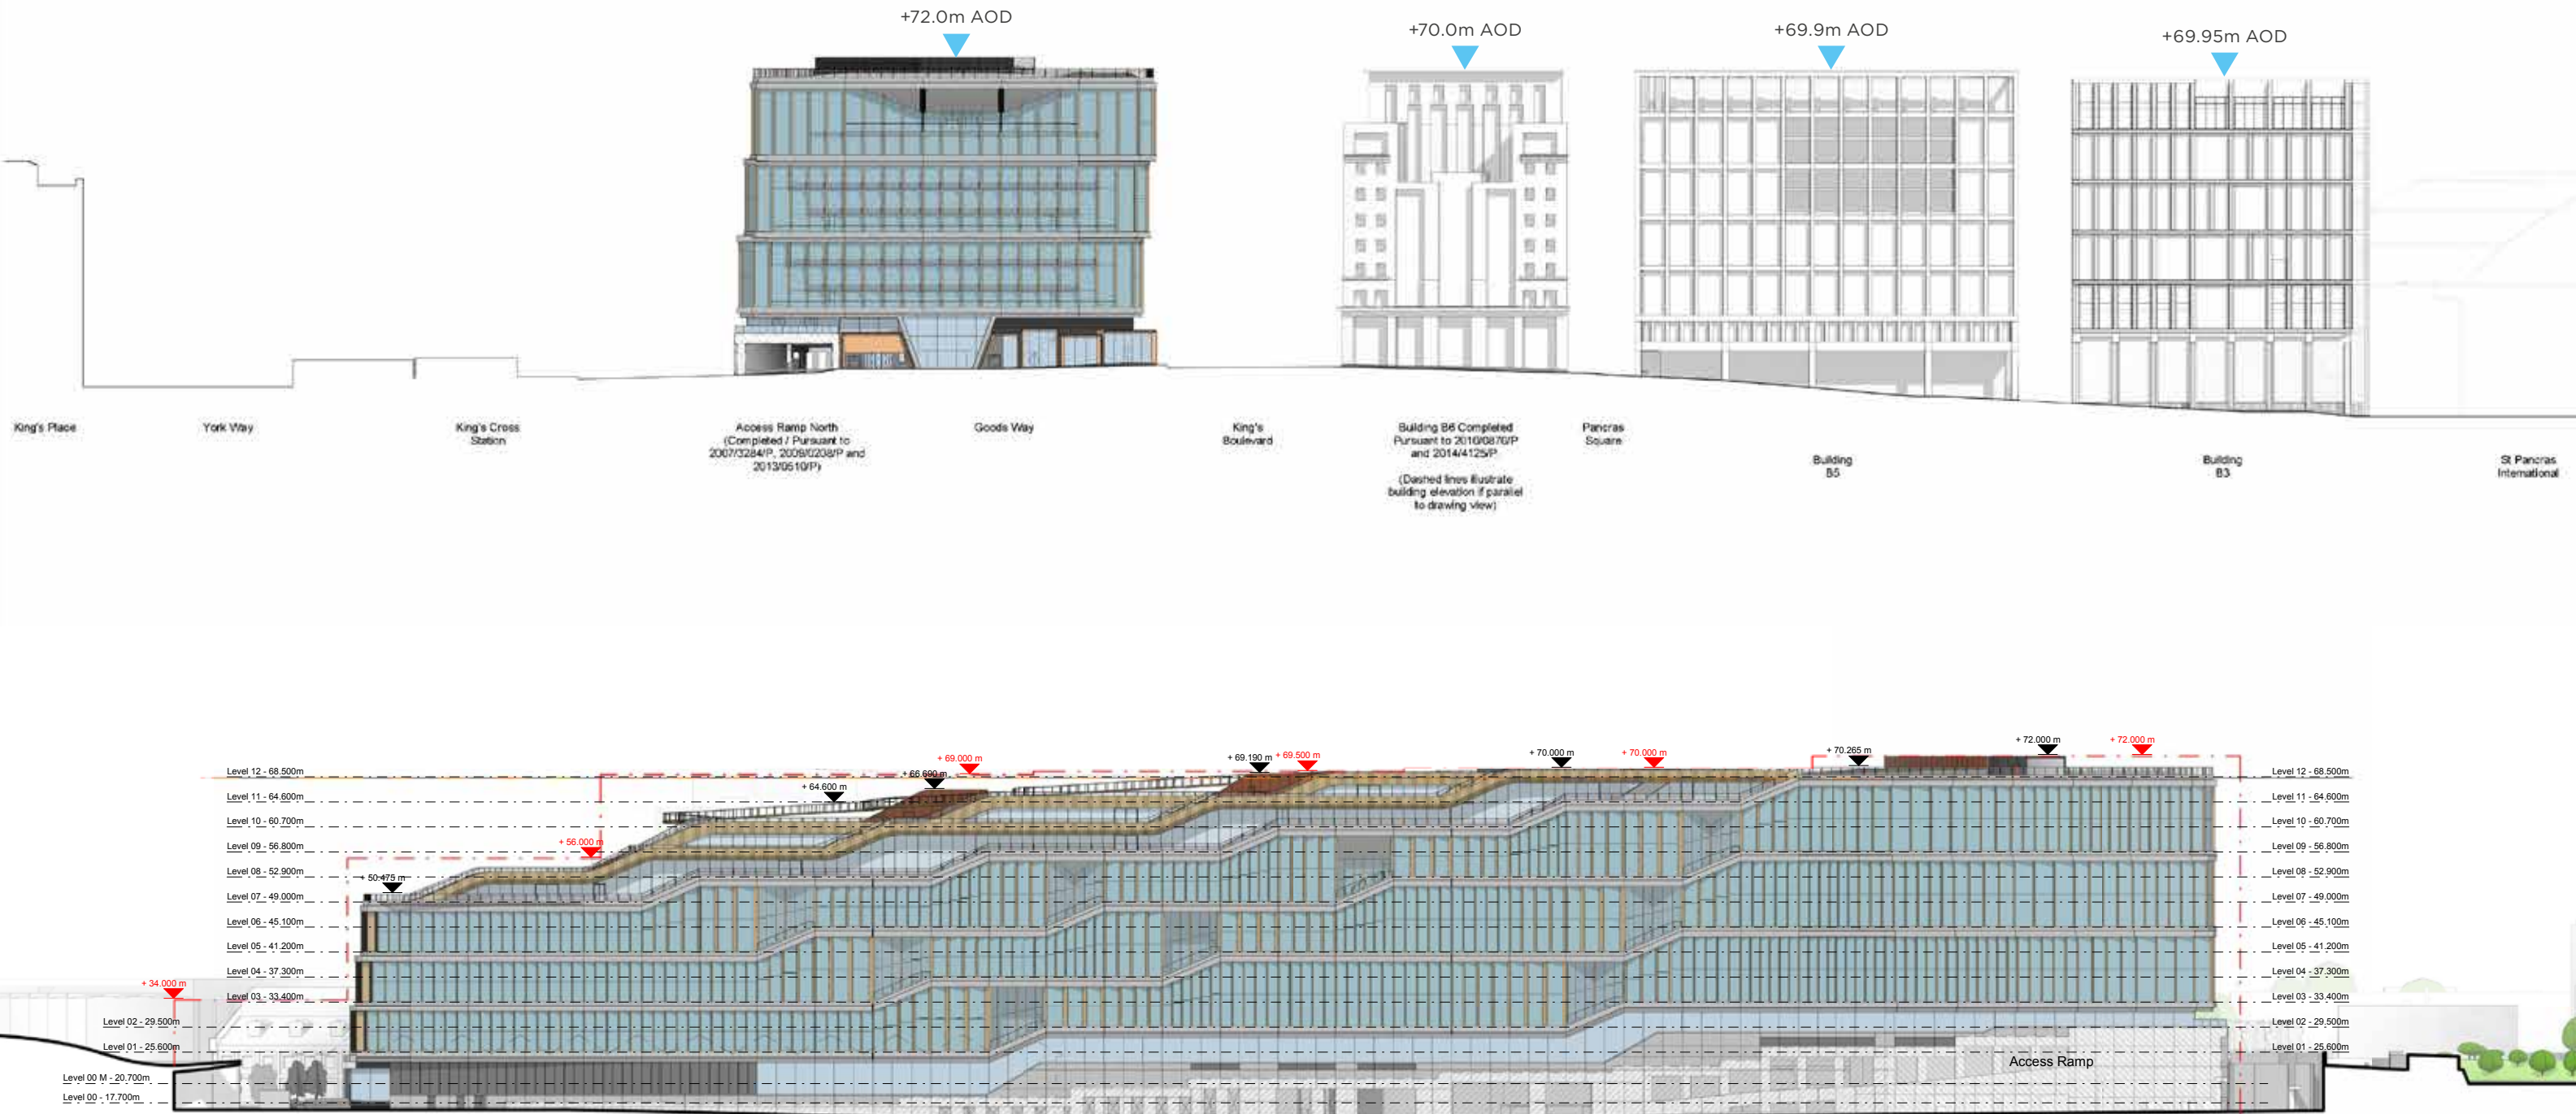 +72.0m AOD
+70.0m AOD
+69.9m AOD
+69.95m AOD
King's Place
York Way
King's Cross
Station
Access Ramp North
(Completed / Pursuant to
2007/3284/P, 2009/0208/P and
2013/0510/P)
Goods Way
King's
Boulevard
Building B6 Completed
Pursuant to 2010/0870/P
and 2014/4125/P
(Dashed lines illustrate
building elevation if parallel
to drawing view)
Pancras
Square
Building
B5
Building
B3
St Pancras
International
+ 72.000 m
+ 72.000 m
+ 70.265 m
+ 70.000 m
+ 70.000 m
+ 69.190 m
+ 69.500 m
+ 69.000 m
+ 66.690 m
+ 64.600 m
+ 56.000 m
+ 50.475 m
+ 34.000 m
Level 12 - 68.500m
Level 11 - 64.600m
Level 10 - 60.700m
Level 09 - 56.800m
Level 08 - 52.900m
Level 07 - 49.000m
Level 06 - 45.100m
Level 05 - 41.200m
Level 04 - 37.300m
Level 03 - 33.400m
Level 02 - 29.500m
Level 01 - 25.600m
Level 00 M - 20.700m
Level 00 - 17.700m
Level 12 - 68.500m
Level 11 - 64.600m
Level 10 - 60.700m
Level 09 - 56.800m
Level 08 - 52.900m
Level 07 - 49.000m
Level 06 - 45.100m
Level 05 - 41.200m
Level 04 - 37.300m
Level 03 - 33.400m
Level 02 - 29.500m
Level 01 - 25.600m
Access Ramp